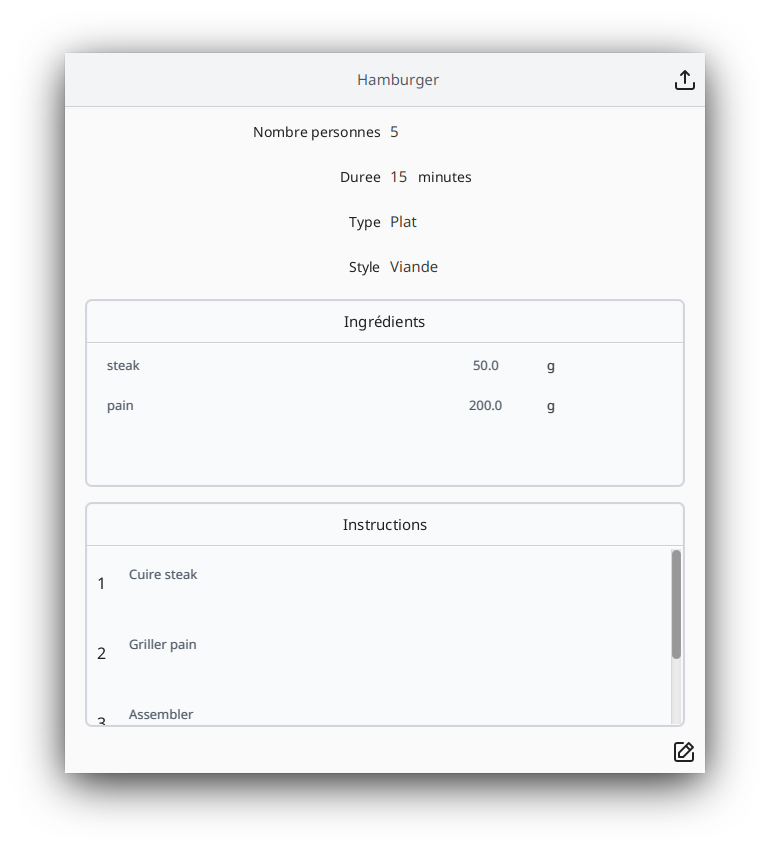 Hamburger
Nombre personnes 5
Duree 15 minutes
Type Plat
Style Viande
Ingrédients
steak 50.0 g
pain 200.0 g
Instructions
1 Cuire steak
2 Griller pain
3 Assembler